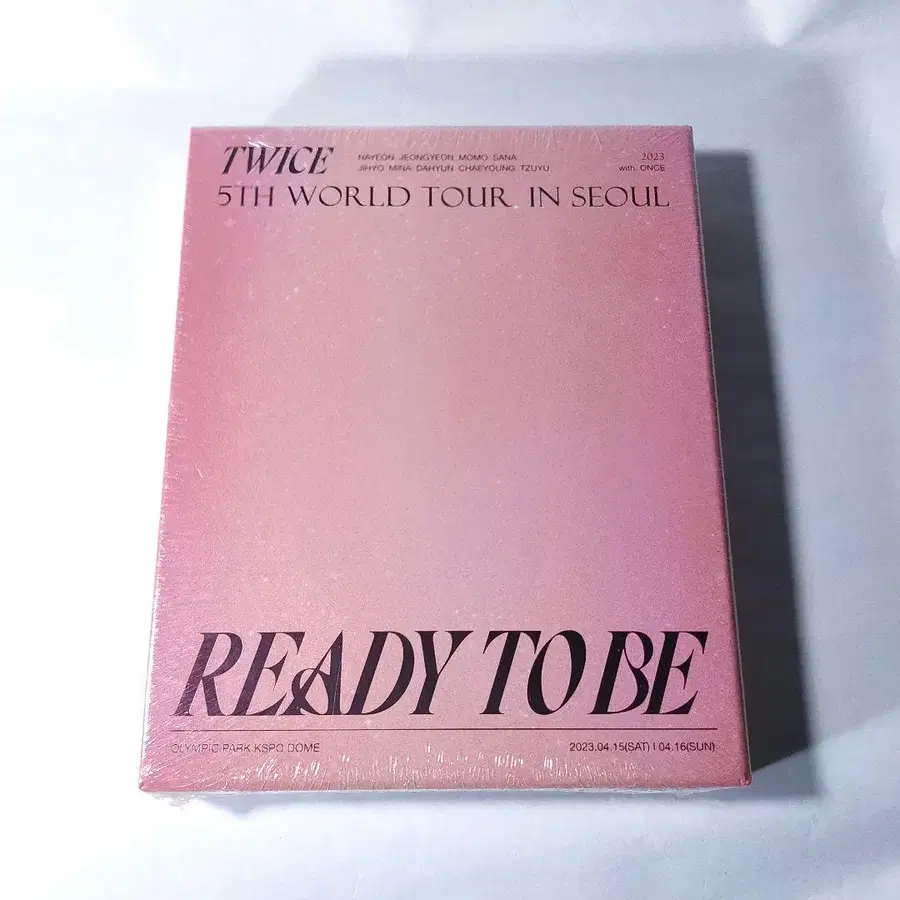 TWICE
NAYEON JEONGYEON MOMO SANA
JIHYO MINA DAHYUN CHAEYOUNG TZUYU
2023
with ONCE
5TH WORLD TOUR IN SEOUL
READY TO BE
OLYMPIC PARK KSPO DOME
2023.04.15(SAT) I 04.16(SUN)